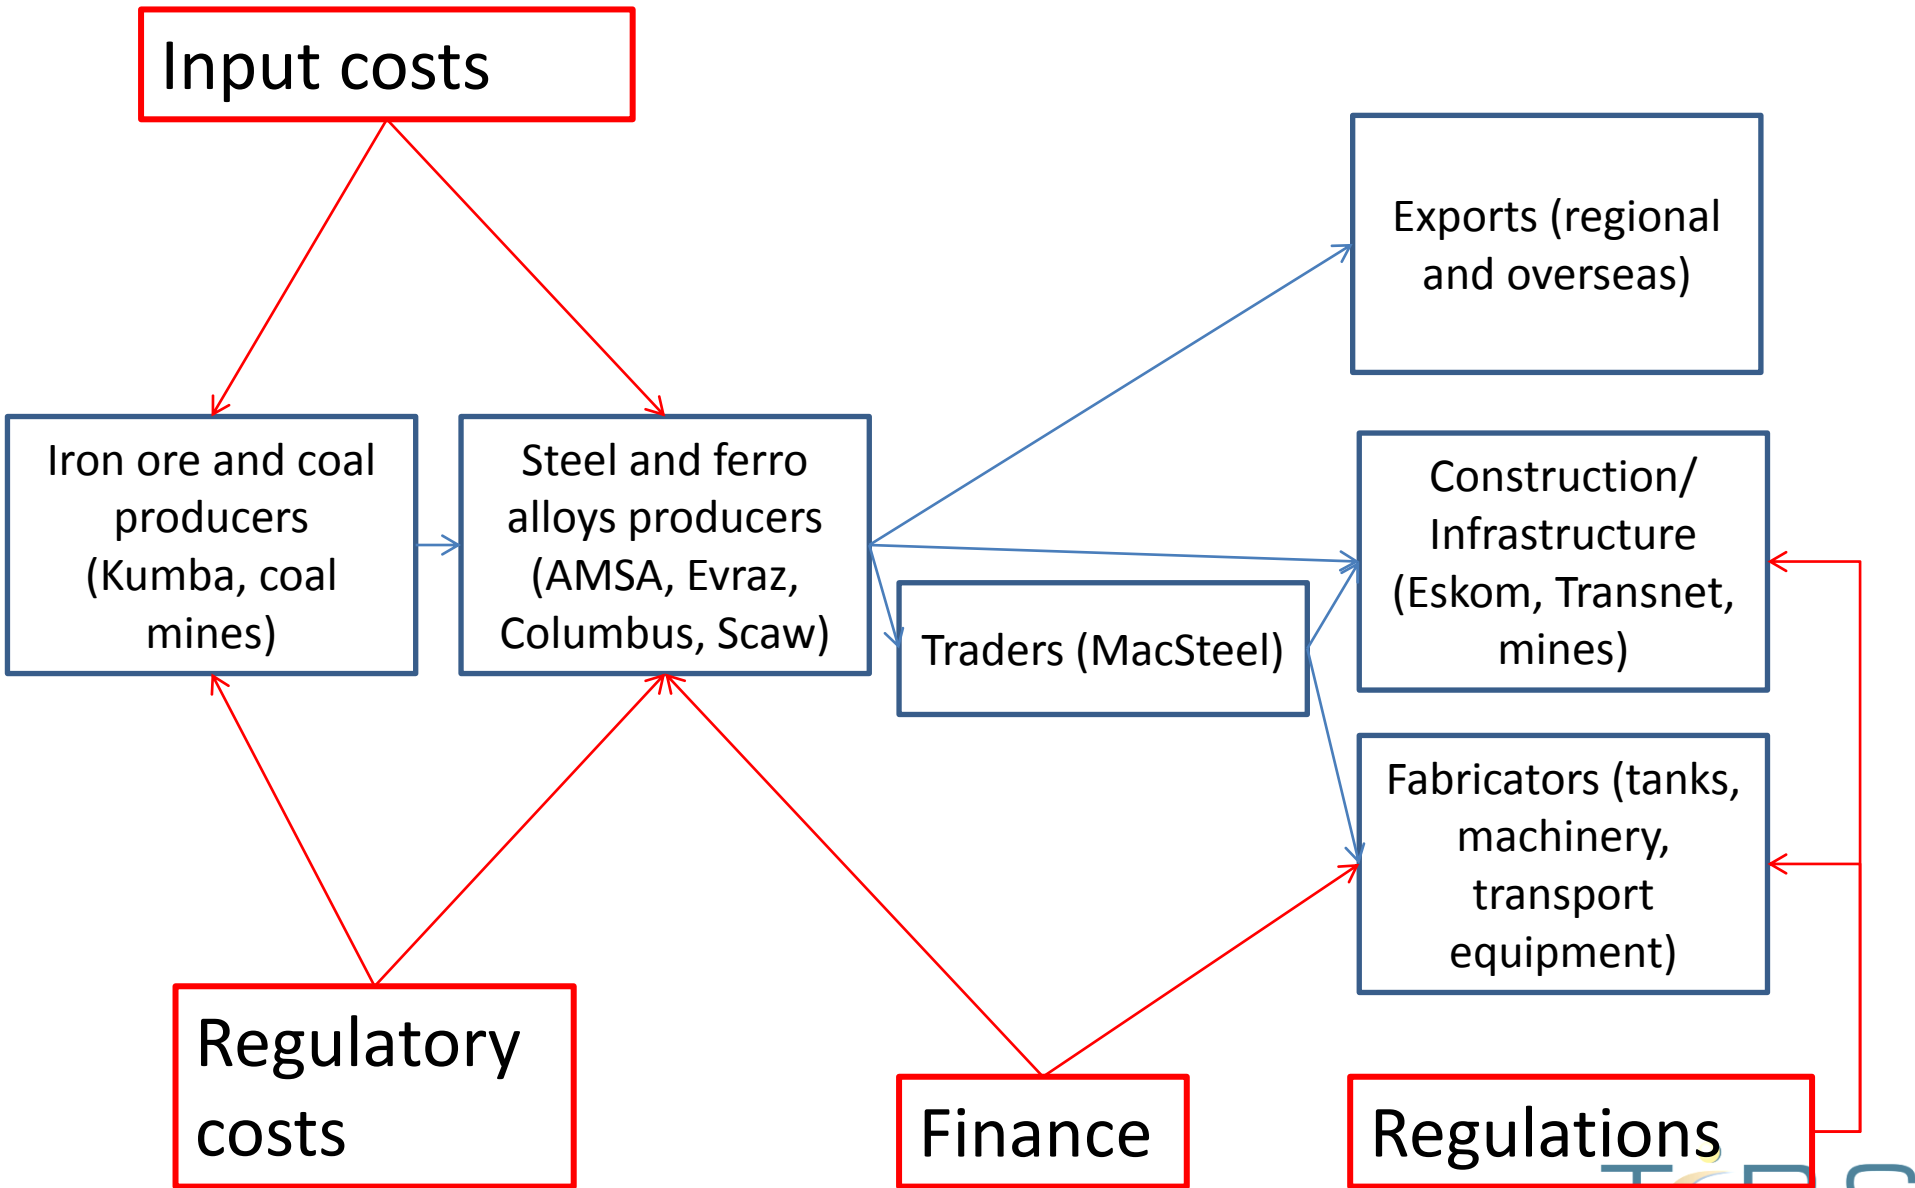 Input costs
Exports (regional
and overseas)
Iron ore and coal
producers
(Kumba, coal
mines)
Steel and ferro
alloys producers
(AMSA, Evraz,
Columbus, Scaw)
Traders (MacSteel)
Construction/
Infrastructure
(Eskom, Transnet,
mines)
Fabricators (tanks,
machinery,
transport
equipment)
Regulatory
costs
Finance
Regulations